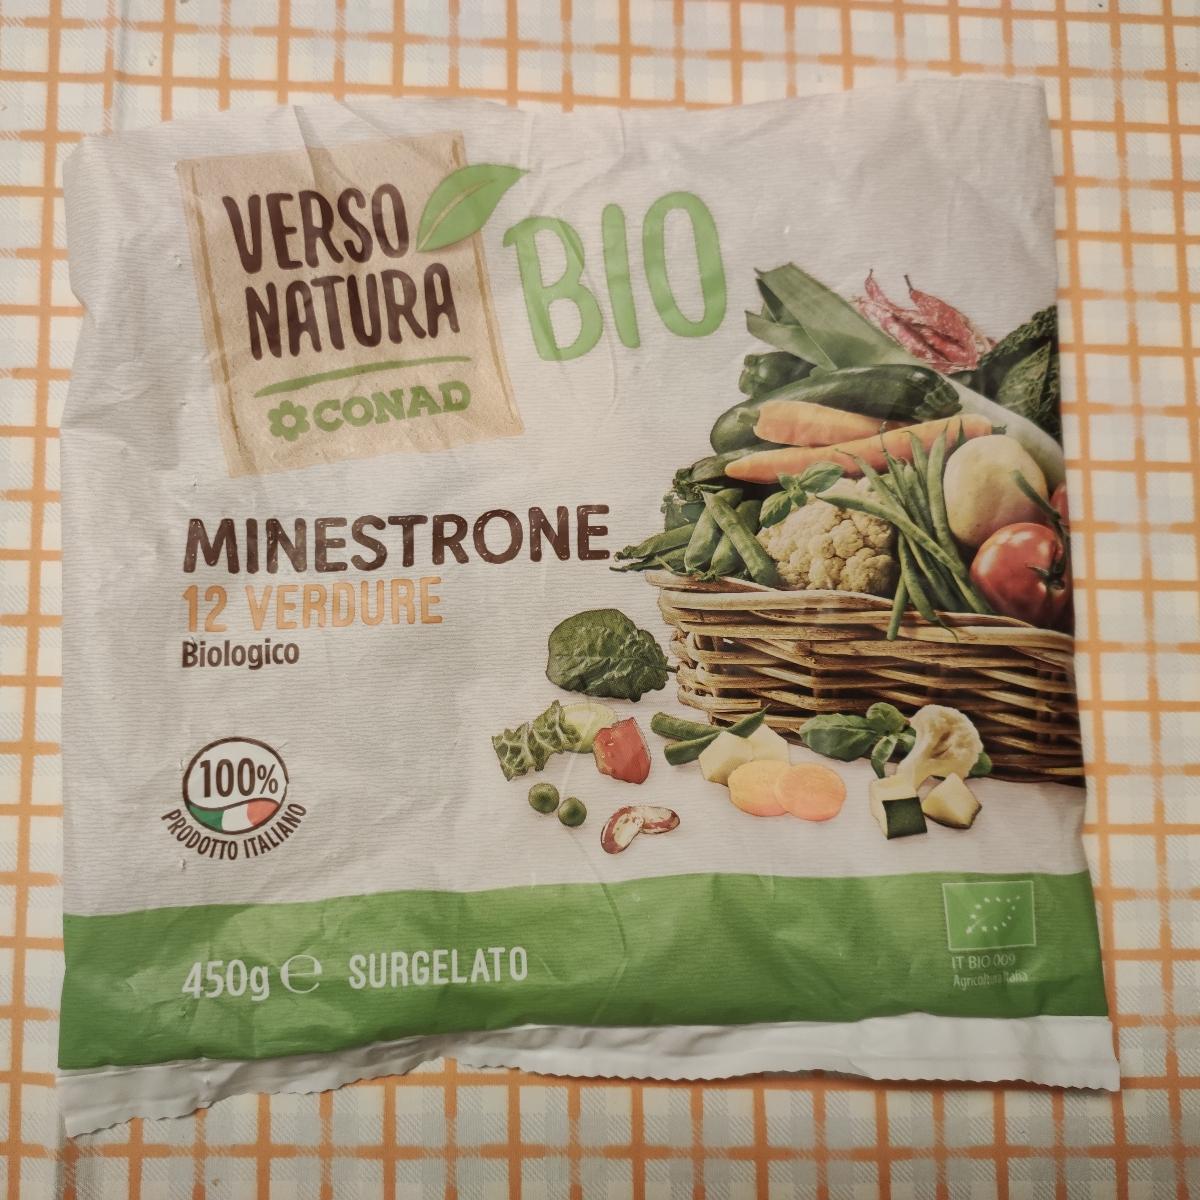 VERSO
NATURA
CONAD
BIO
MINESTRONE
12 VERDURE
Biologico
100%
PRODOTTO ITALIANO
450g e SURGELATO
IT BIO 009
Agricoltura Italia